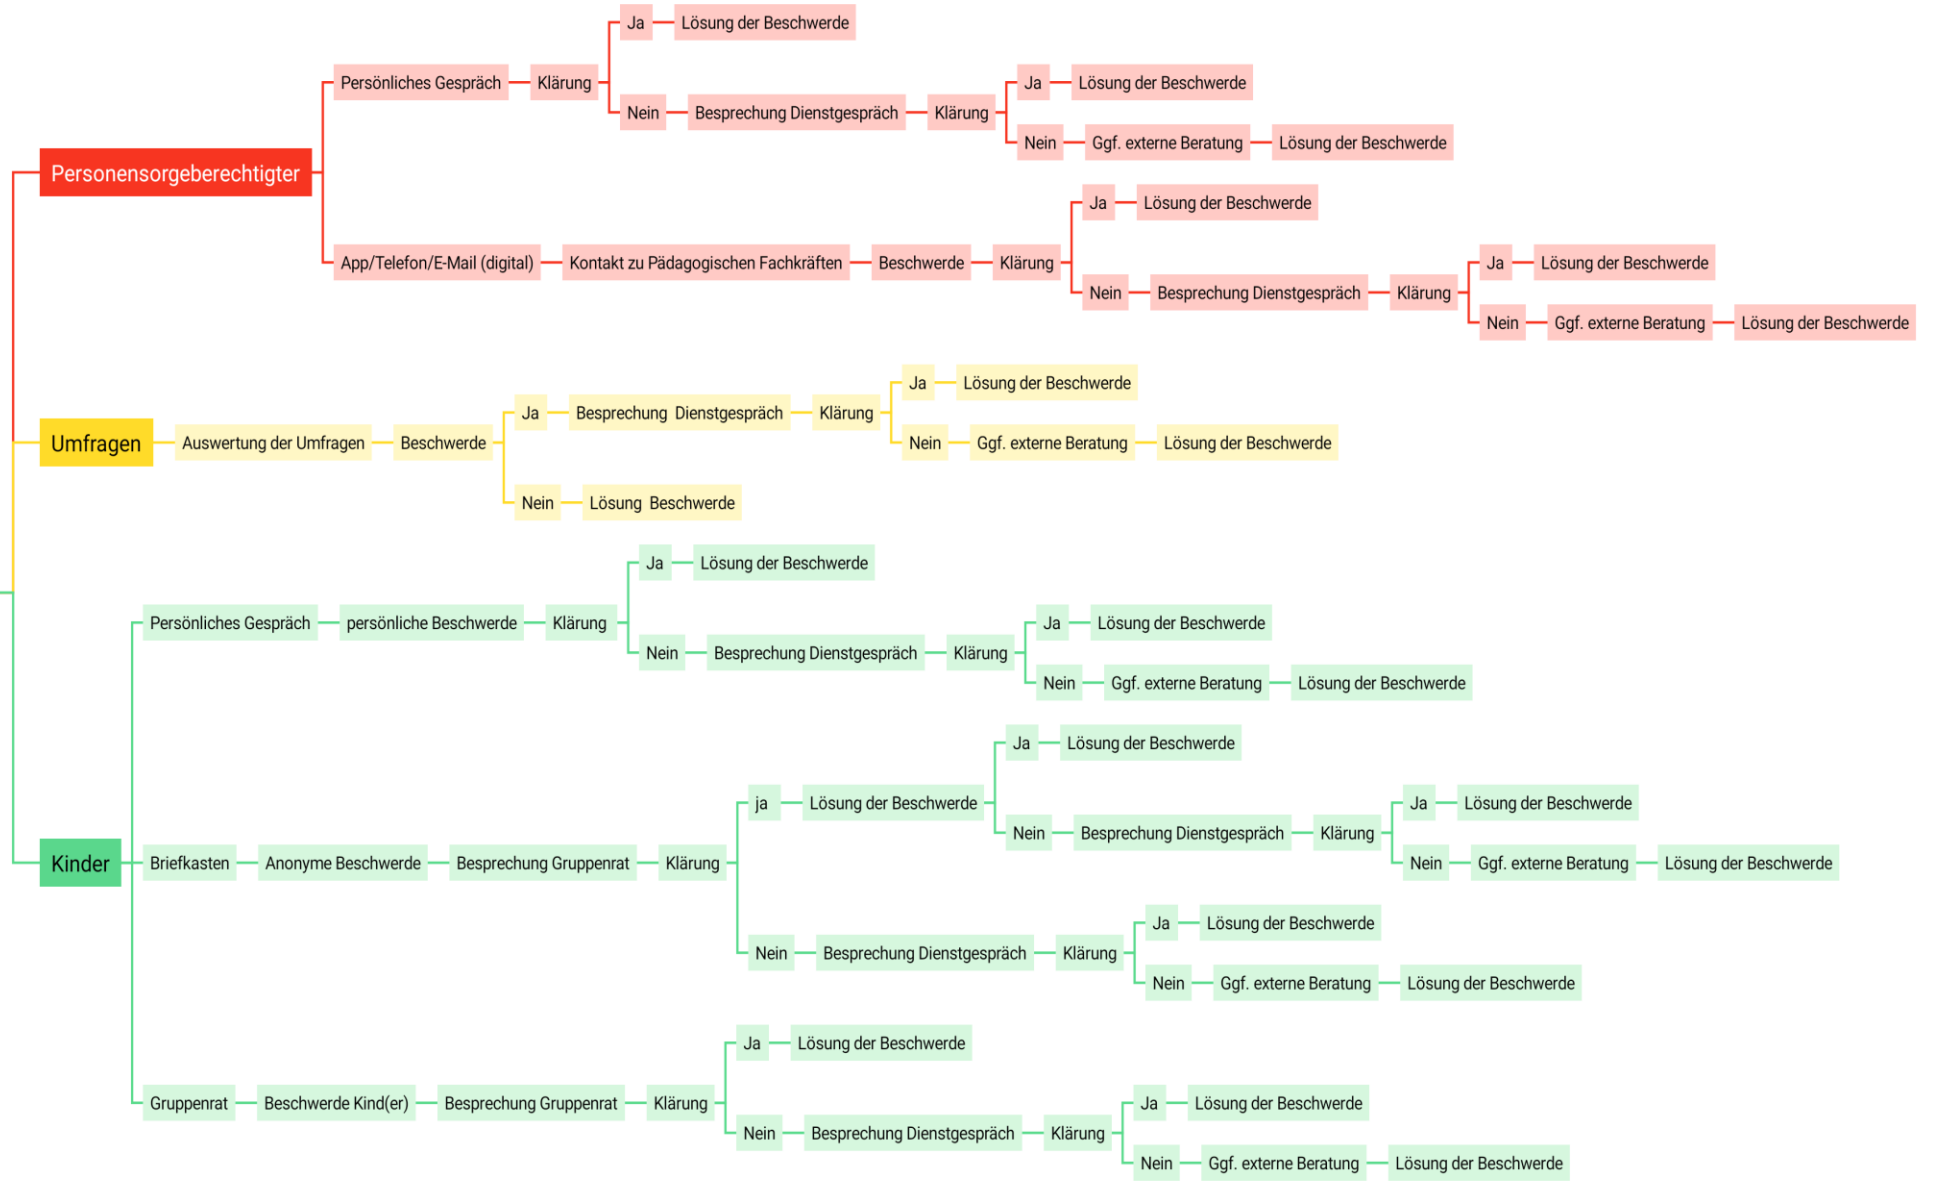 Ja Lösung der Beschwerde
Persönliches Gespräch Klärung Ja Lösung der Beschwerde
Nein Besprechung Dienstgespräch Klärung
Nein Ggf. externe Beratung Lösung der Beschwerde
Personensorgeberechtigter
Ja Lösung der Beschwerde
App/Telefon/E-Mail (digital) Kontakt zu Pädagogischen Fachkräften Beschwerde Klärung Ja Lösung der Beschwerde
Nein Besprechung Dienstgespräch Klärung
Nein Ggf. externe Beratung Lösung der Beschwerde
Ja Lösung der Beschwerde
Ja Besprechung Dienstgespräch Klärung
Umfragen Auswertung der Umfragen Beschwerde Nein Ggf. externe Beratung Lösung der Beschwerde
Nein Lösung Beschwerde
Ja Lösung der Beschwerde
Persönliches Gespräch persönliche Beschwerde Klärung Ja Lösung der Beschwerde
Nein Besprechung Dienstgespräch Klärung
Nein Ggf. externe Beratung Lösung der Beschwerde
Ja Lösung der Beschwerde
ja Lösung der Beschwerde Ja Lösung der Beschwerde
Nein Besprechung Dienstgespräch Klärung
Kinder Briefkasten Anonyme Beschwerde Besprechung Gruppenrat Klärung Nein Ggf. externe Beratung Lösung der Beschwerde
Ja Lösung der Beschwerde
Nein Besprechung Dienstgespräch Klärung
Nein Ggf. externe Beratung Lösung der Beschwerde
Ja Lösung der Beschwerde
Gruppenrat Beschwerde Kind(er) Besprechung Gruppenrat Klärung Ja Lösung der Beschwerde
Nein Besprechung Dienstgespräch Klärung
Nein Ggf. externe Beratung Lösung der Beschwerde